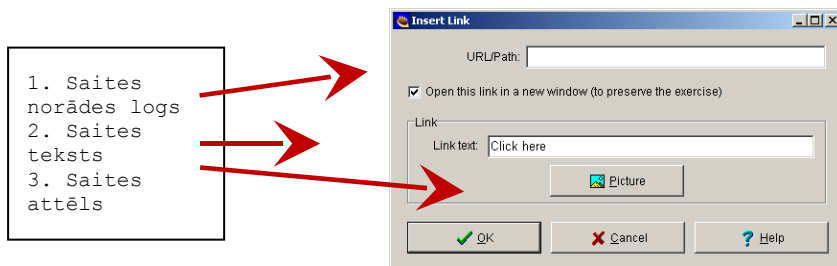 1. Saites
norādes logs
2. Saites
teksts
3. Saites
attēls
Insert Link
URL/Path:
Open this link in a new window (to preserve the exercise)
Link
Link text: Click here
Picture
OK Cancel Help